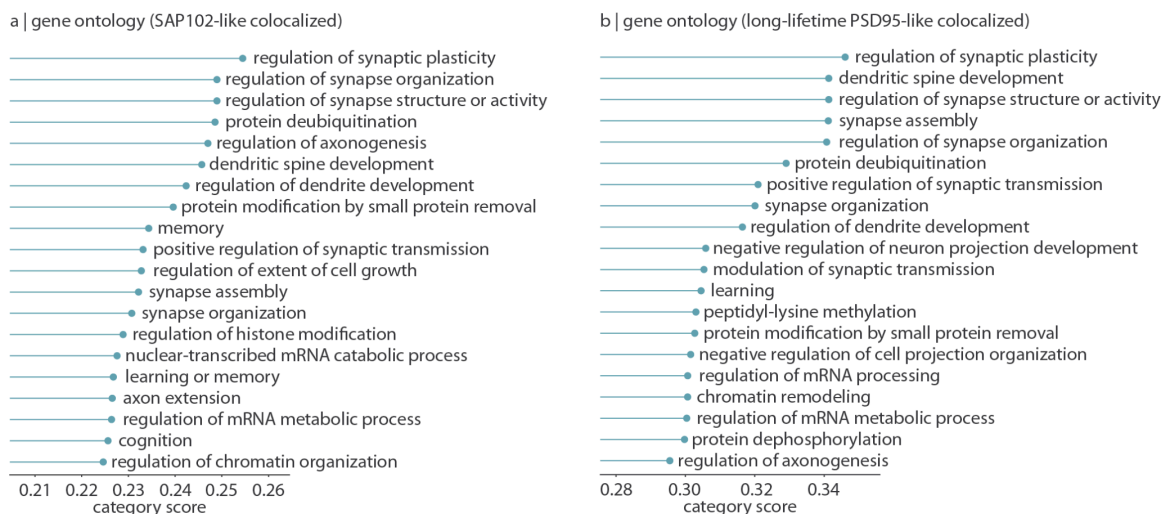 a | gene ontology (SAP102-like colocalized)
regulation of synaptic plasticity
regulation of synapse organization
regulation of synapse structure or activity
protein deubiquitination
regulation of axonogenesis
dendritic spine development
regulation of dendrite development
protein modification by small protein removal
memory
positive regulation of synaptic transmission
regulation of extent of cell growth
synapse assembly
synapse organization
regulation of histone modification
nuclear-transcribed mRNA catabolic process
learning or memory
axon extension
regulation of mRNA metabolic process
cognition
regulation of chromatin organization
0.21 0.22 0.23 0.24 0.25 0.26
category score
b | gene ontology (long-lifetime PSD95-like colocalized)
regulation of synaptic plasticity
dendritic spine development
regulation of synapse structure or activity
synapse assembly
regulation of synapse organization
protein deubiquitination
positive regulation of synaptic transmission
synapse organization
regulation of dendrite development
negative regulation of neuron projection development
modulation of synaptic transmission
learning
peptidyl-lysine methylation
protein modification by small protein removal
negative regulation of cell projection organization
regulation of mRNA processing
chromatin remodeling
regulation of mRNA metabolic process
protein dephosphorylation
regulation of axonogenesis
0.28 0.30 0.32 0.34
category score